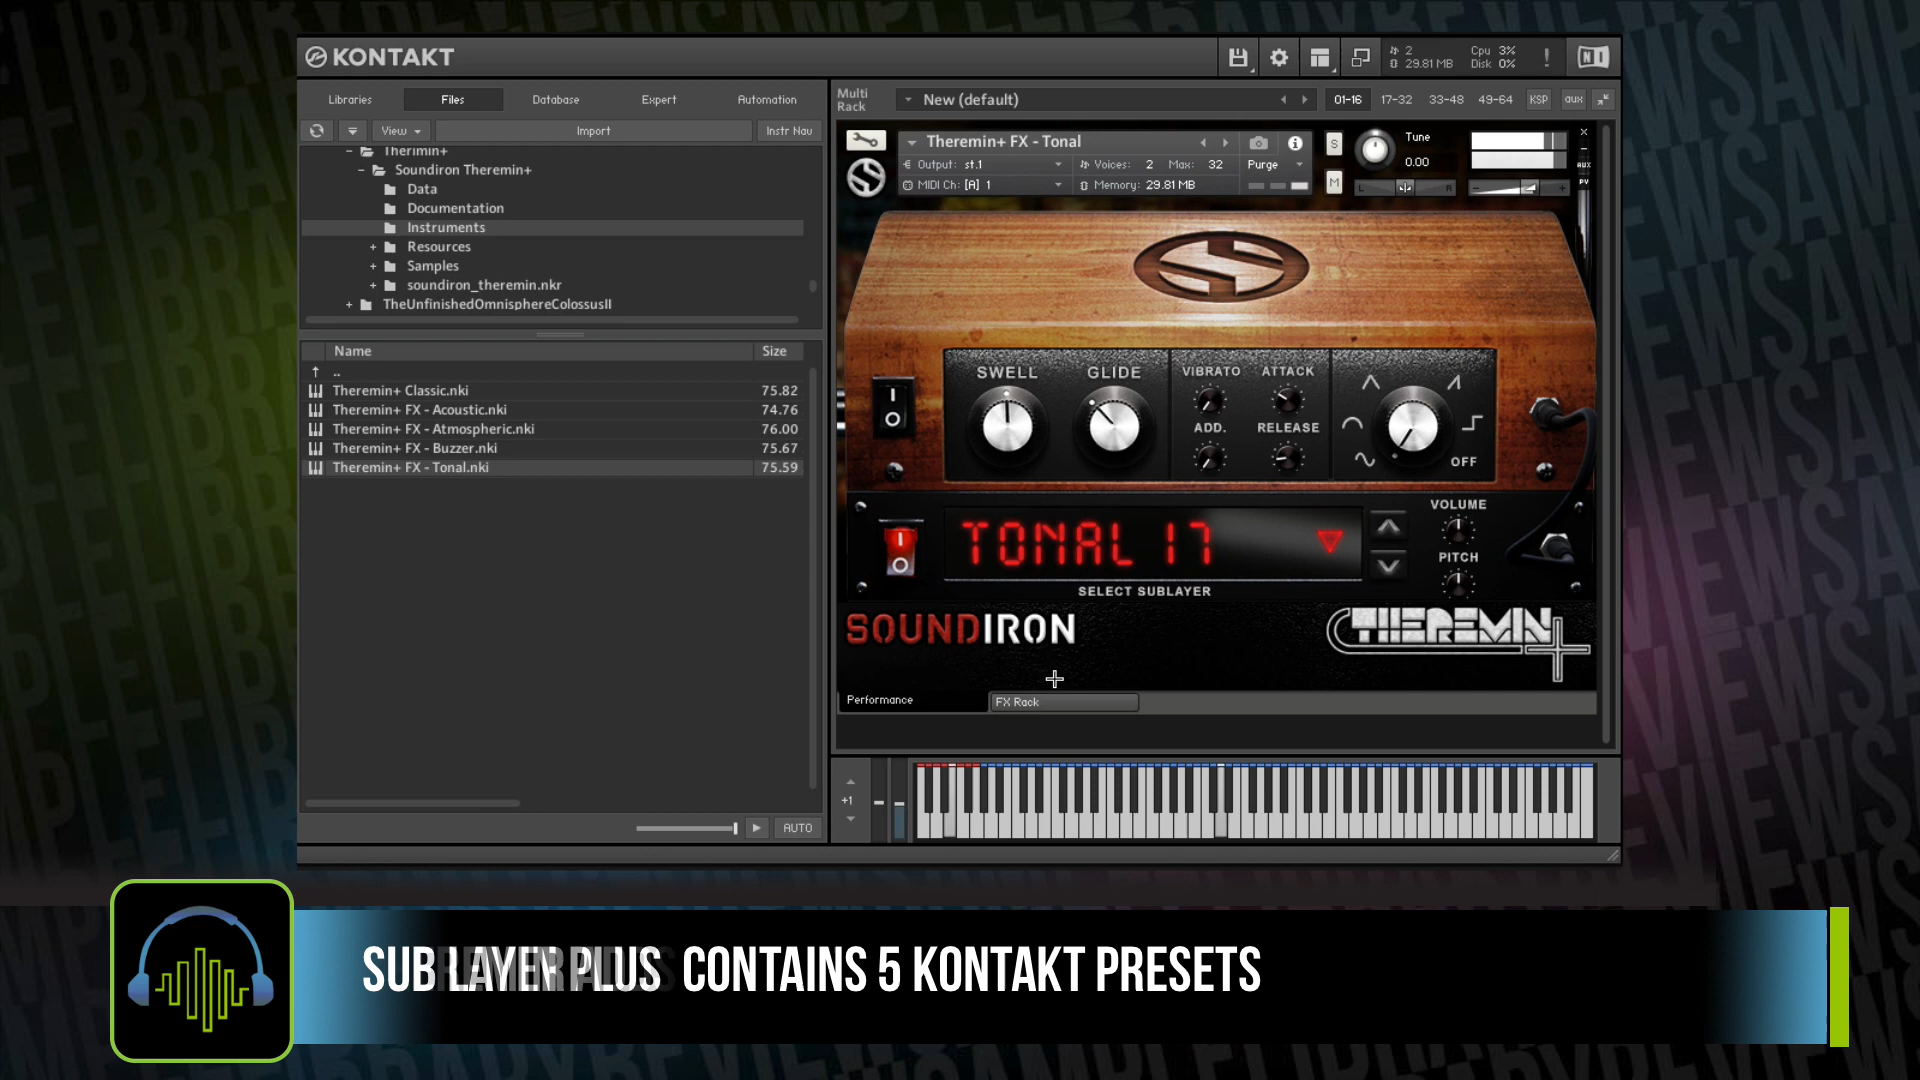 KONTAKT
2
29.81 MB
Cpu 3%
Disk 0%
!
NI
Libraries
Files
Database
Expert
Automation
Multi Rack
New (default)
01-16
17-32
33-48
49-64
KSP
aux
View
Import
Instr Nav
Therimin+
Soundiron Theremin+
Data
Documentation
Instruments
Resources
Samples
soundiron_theremin.nkr
TheUnfinishedOmnisphereColossusII
Name Size
..
Theremin+ Classic.nki 75.82
Theremin+ FX - Acoustic.nki 74.76
Theremin+ FX - Atmospheric.nki 76.00
Theremin+ FX - Buzzer.nki 75.67
Theremin+ FX - Tonal.nki 75.59
AUTO
Theremin+ FX - Tonal
Output: st.1
Voices: 2 Max: 32
Purge
MIDI Ch: [A] 1
Memory: 29.81 MB
S
M
Tune
0.00
L R
AUX
PV
SWELL
GLIDE
VIBRATO
ATTACK
ADD.
RELEASE
OFF
TONAL 17
SELECT SUBLAYER
VOLUME
PITCH
SOUNDIRON
THEREMIN+
Performance
FX Rack
+1
SUB LAYER PLUS CONTAINS 5 KONTAKT PRESETS